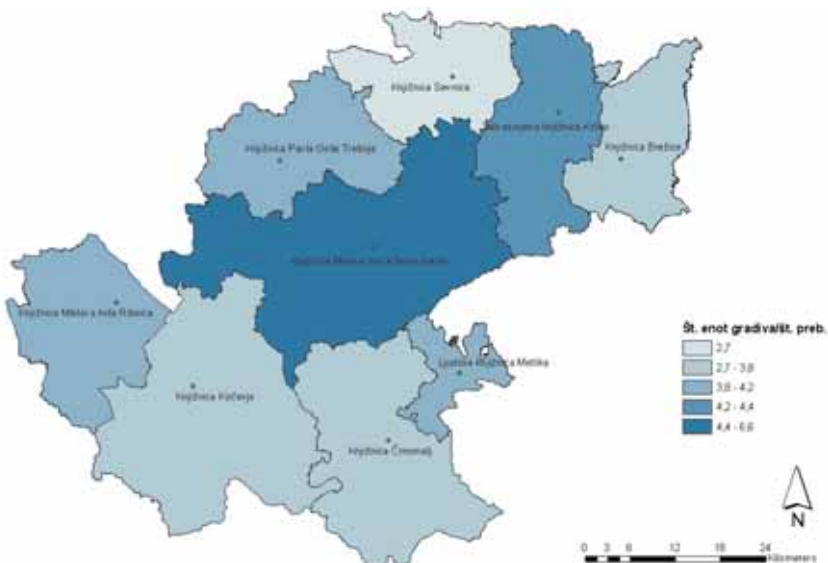 Knjižnica Sevnica
knjižnica Krško
Knjižnica Pavla Golie Trebnje
Knjižnica Brežice
Knjižnica Mirana Jarca Novo mesto
Knjižnica Miklova hiša Ribnica
Ljudska knjižnica Metlika
Knjižnica Kočevje
Knjižnica Črnomelj
Št. enot gradiva/št. preb.
2,7
2,7 - 3,8
3,8 - 4,2
4,2 - 4,4
4,4 - 6,6
N
0 3 6 12 18 24
Kilometers